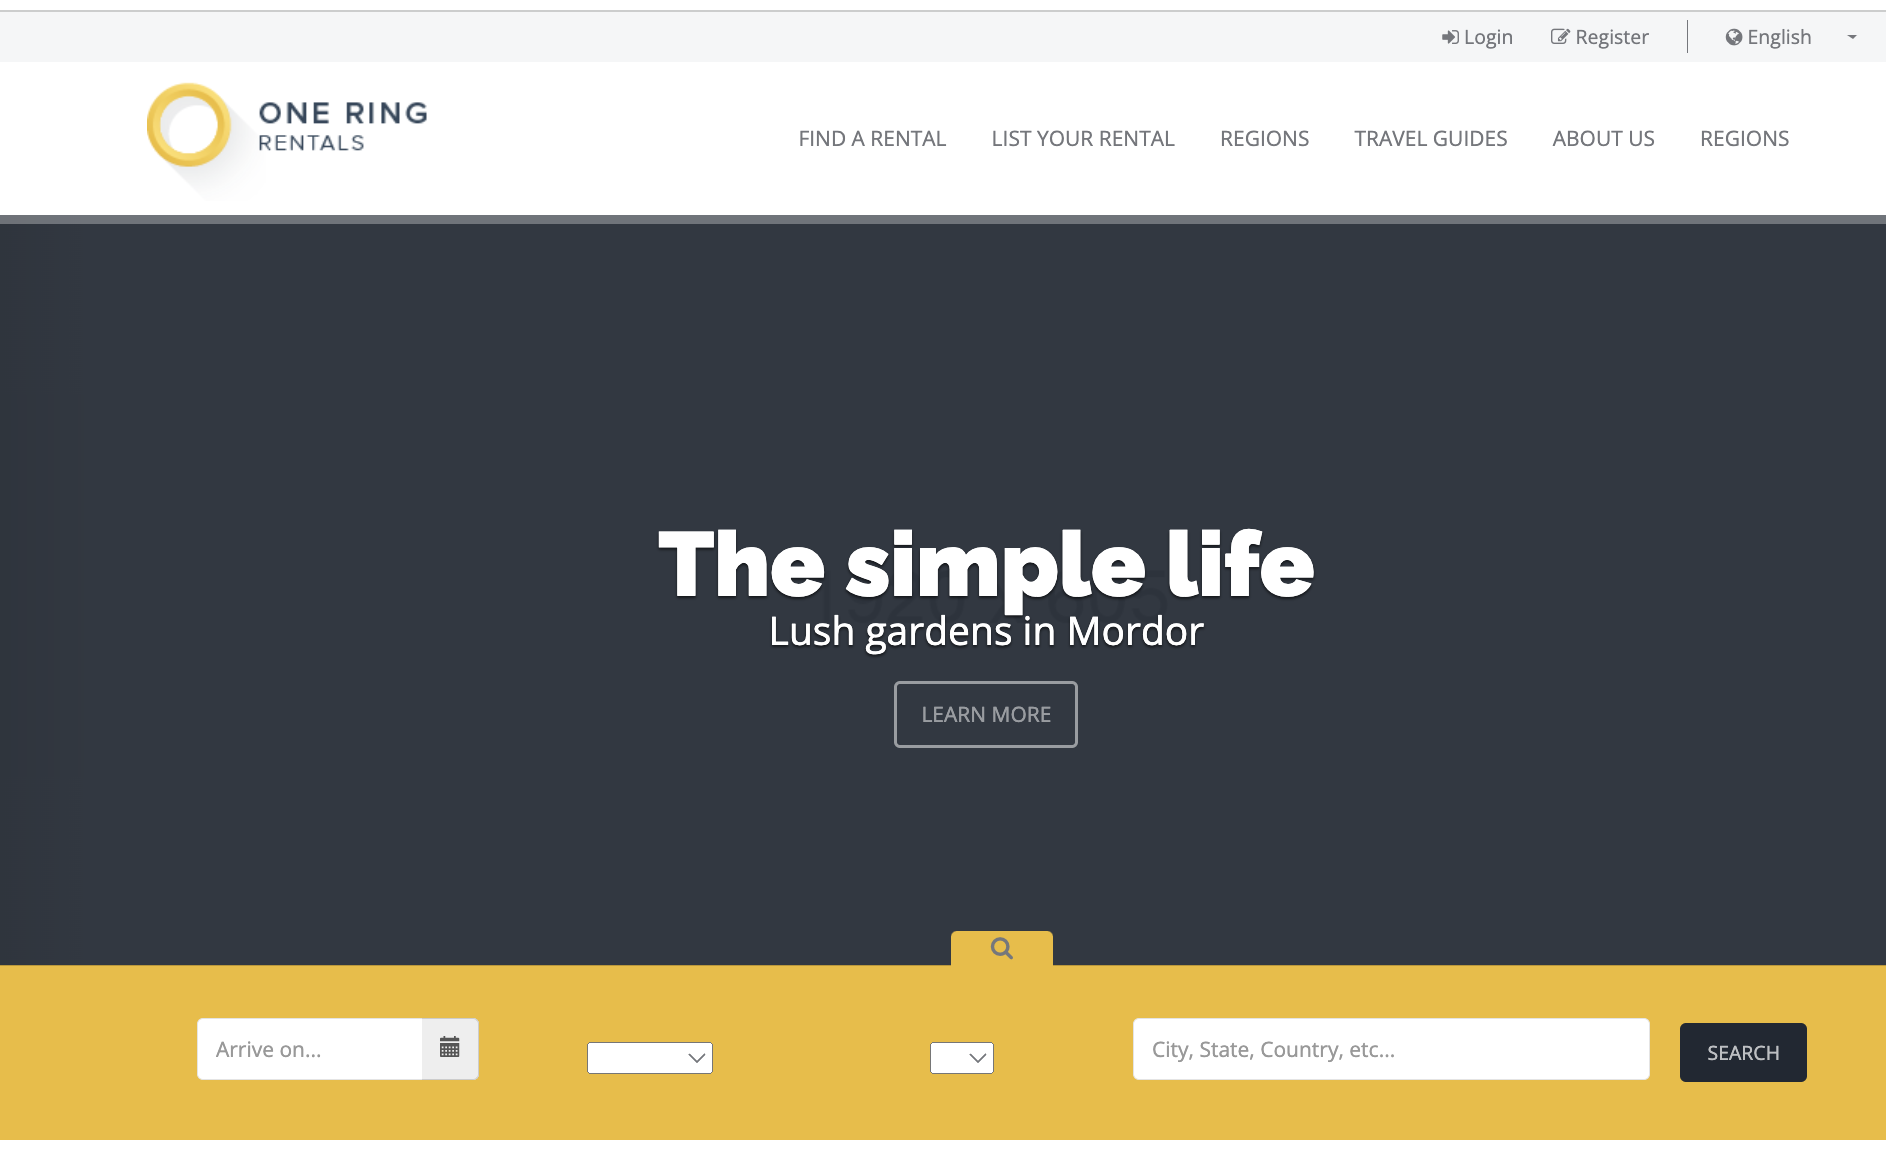 Login Register English
ONE RING
RENTALS
FIND A RENTAL LIST YOUR RENTAL REGIONS TRAVEL GUIDES ABOUT US REGIONS
The simple life
Lush gardens in Mordor
LEARN MORE
Arrive on...
City, State, Country, etc...
SEARCH